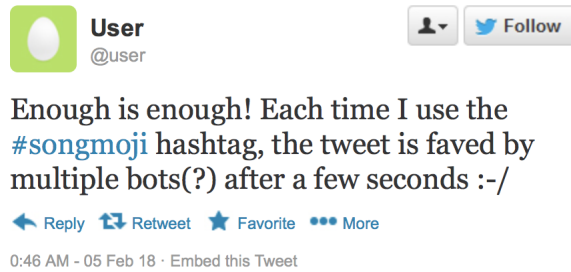 User
@user
Follow
Enough is enough! Each time I use the
#songmoji hashtag, the tweet is faved by
multiple bots(?) after a few seconds :-/
Reply Retweet Favorite More
0:46 AM - 05 Feb 18 · Embed this Tweet